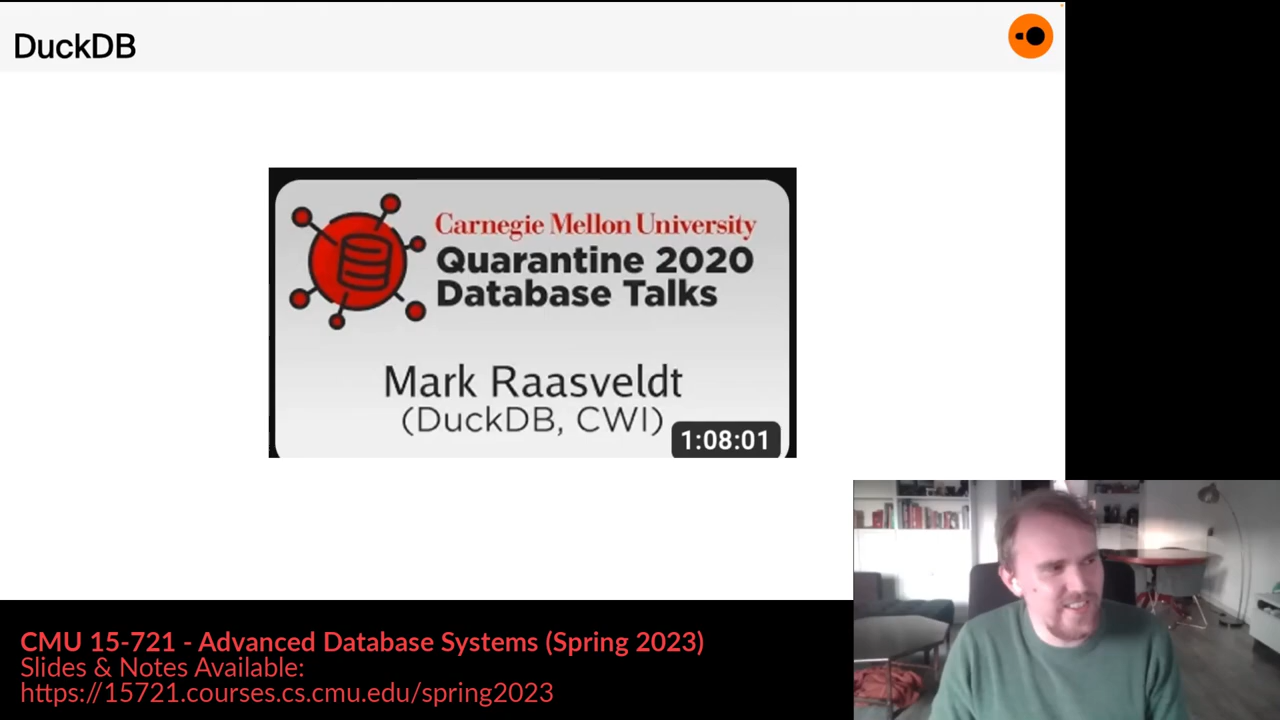 DuckDB
Carnegie Mellon University
Quarantine 2020
Database Talks
Mark Raasveldt
(DuckDB, CWI)
1:08:01
CMU 15-721 - Advanced Database Systems (Spring 2023)
Slides & Notes Available:
https://15721.courses.cs.cmu.edu/spring2023